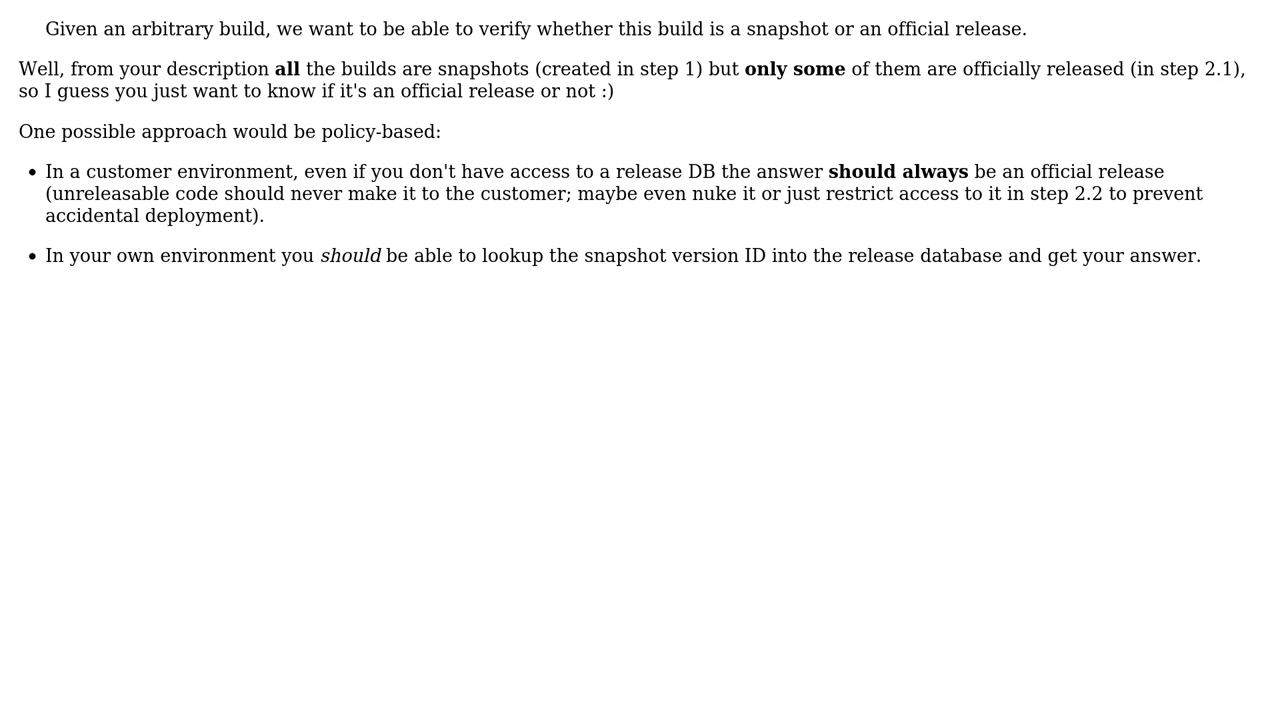 Given an arbitrary build, we want to be able to verify whether this build is a snapshot or an official release.
Well, from your description all the builds are snapshots (created in step 1) but only some of them are officially released (in step 2.1),
so I guess you just want to know if it's an official release or not :)
One possible approach would be policy-based:
• In a customer environment, even if you don't have access to a release DB the answer should always be an official release
(unreleasable code should never make it to the customer; maybe even nuke it or just restrict access to it in step 2.2 to prevent
accidental deployment).
• In your own environment you should be able to lookup the snapshot version ID into the release database and get your answer.